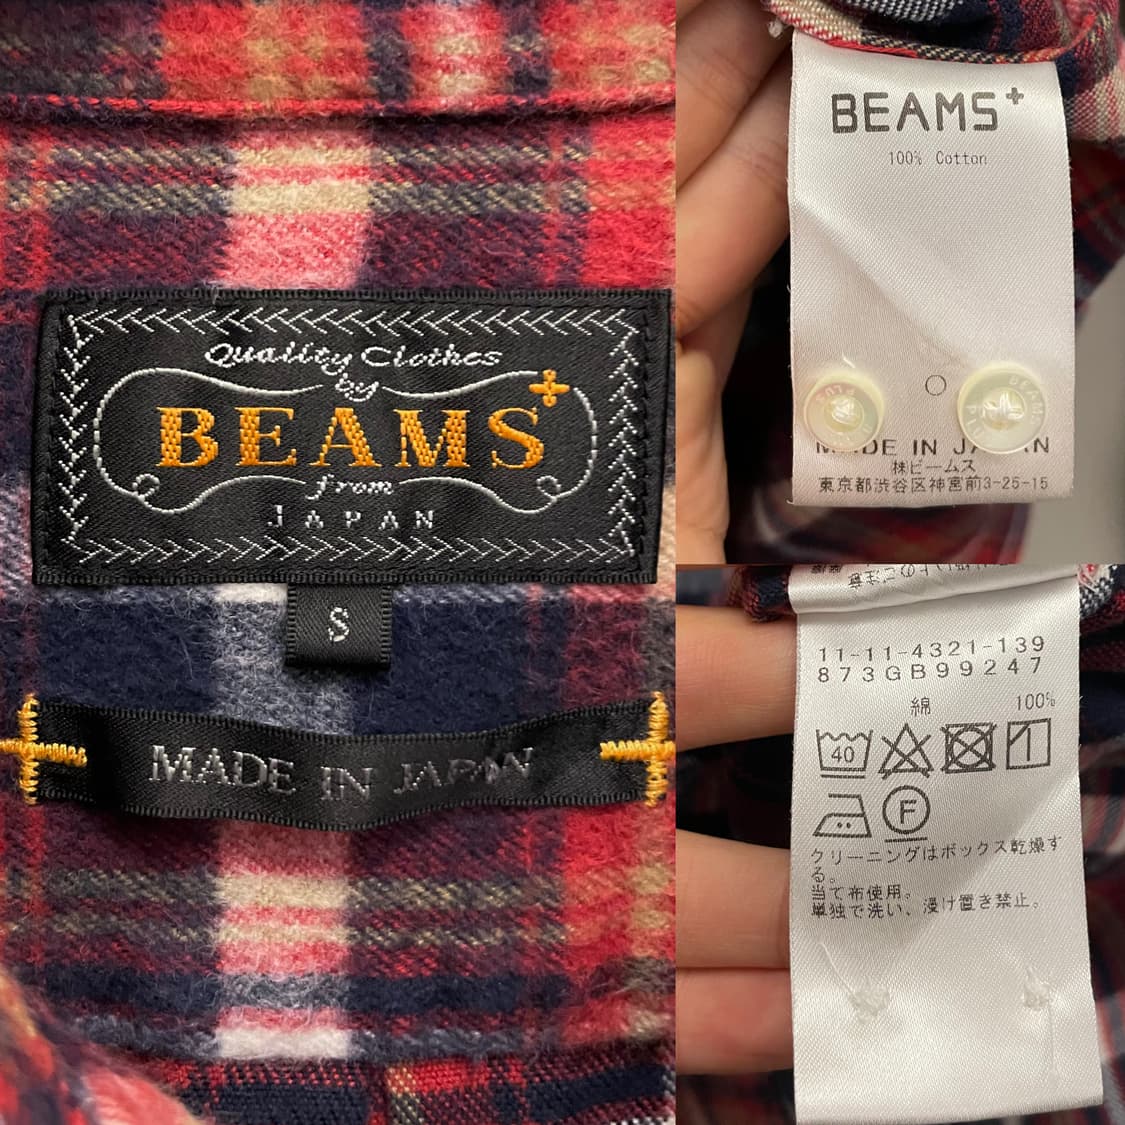 Quality Clothes
by
BEAMS+
from
JAPAN
S
MADE IN JAPAN
BEAMS+
100% Cotton
BEAMS
MADE IN JAPAN
㈱ビームス
東京都渋谷区神宮前3-25-15
11-11-4321-139
873GB99247
綿 100%
40
F
クリーニングはボックス乾燥す
る。
当て布使用。
単独で洗い、浸け置き禁止。